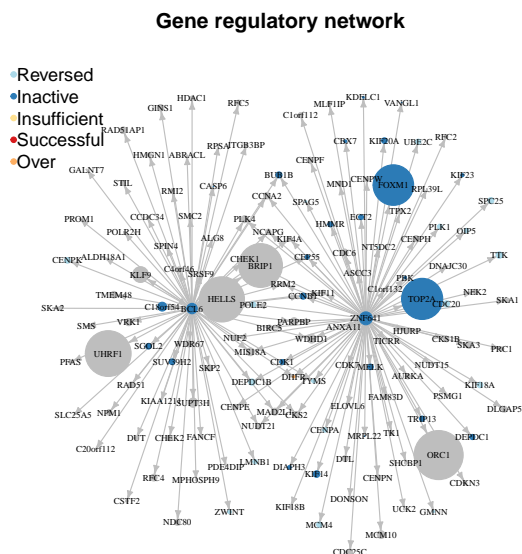 Gene regulatory network
Reversed
Inactive
Insufficient
Successful
Over
HDAC1
RFC5
KDELC1
GINS1
MLF1IP
VANGL1
C1orf112
RAD51AP1
RPSA
ITGB3BP
CBX7
KIF20A
UBE2C
RFC2
HMGN1
ABRACL
CENPF
GALNT7
BUB1B
CENPW
KIF23
STIL
RMI2
CASP6
CCNA2
MND1
FOXM1
RPL39L
SPC25
PROM1
CCDC34
SMC2
PLK4
SPAG5
HMMR
ECT2
TPX2
PLK1
OIP5
POLR2H
SPIN4
ALG8
NCAPG
KIF4A
NT5DC2
CENPH
TTK
CENPK
ALDH18A1
C4orf46
CHEK1
BRIP1
CEP55
CDC6
DNAJC30
KLF9
SRSF9
RRM2
ASCC3
PBK
C1orf132
NEK2
TMEM48
HELLS
POLE2
CCNB1
KIF11
TOP2A
CDC20
SKA1
SKA2
C18orf54
BCL6
ZNF641
SMS
VRK1
BIRC5
PARPBP
ANXA11
HJURP
CKS1B
SKA3
PRC1
UHRF1
SGOL2
WDR67
NUF2
WDHD1
TICRR
PFAS
SUV39H2
MIS18A
CDK1
CDK7
MELK
NUDT15
SKP2
DHFR
TYMS
AURKA
KIF18A
RAD51
DEPDC1B
FAM83D
PSMG1
DLGAP5
SLC25A5
NPM1
SUPT3H
CENPE
MAD2L1
CKS2
ELOVL6
TRIP13
C20orf112
NUDT21
CENPA
MRPL22
TK1
DEPDC1
DUT
CHEK2
FANCF
DTL
SHCBP1
ORC1
RFC4
PDE4DIP
LMNB1
DIAPH3
KIF14
CENPN
CDKN3
MPHOSPH9
CSTF2
ZWINT
KIF18B
DONSON
UCK2
GMNN
NDC80
MCM4
MCM10
CDC25C